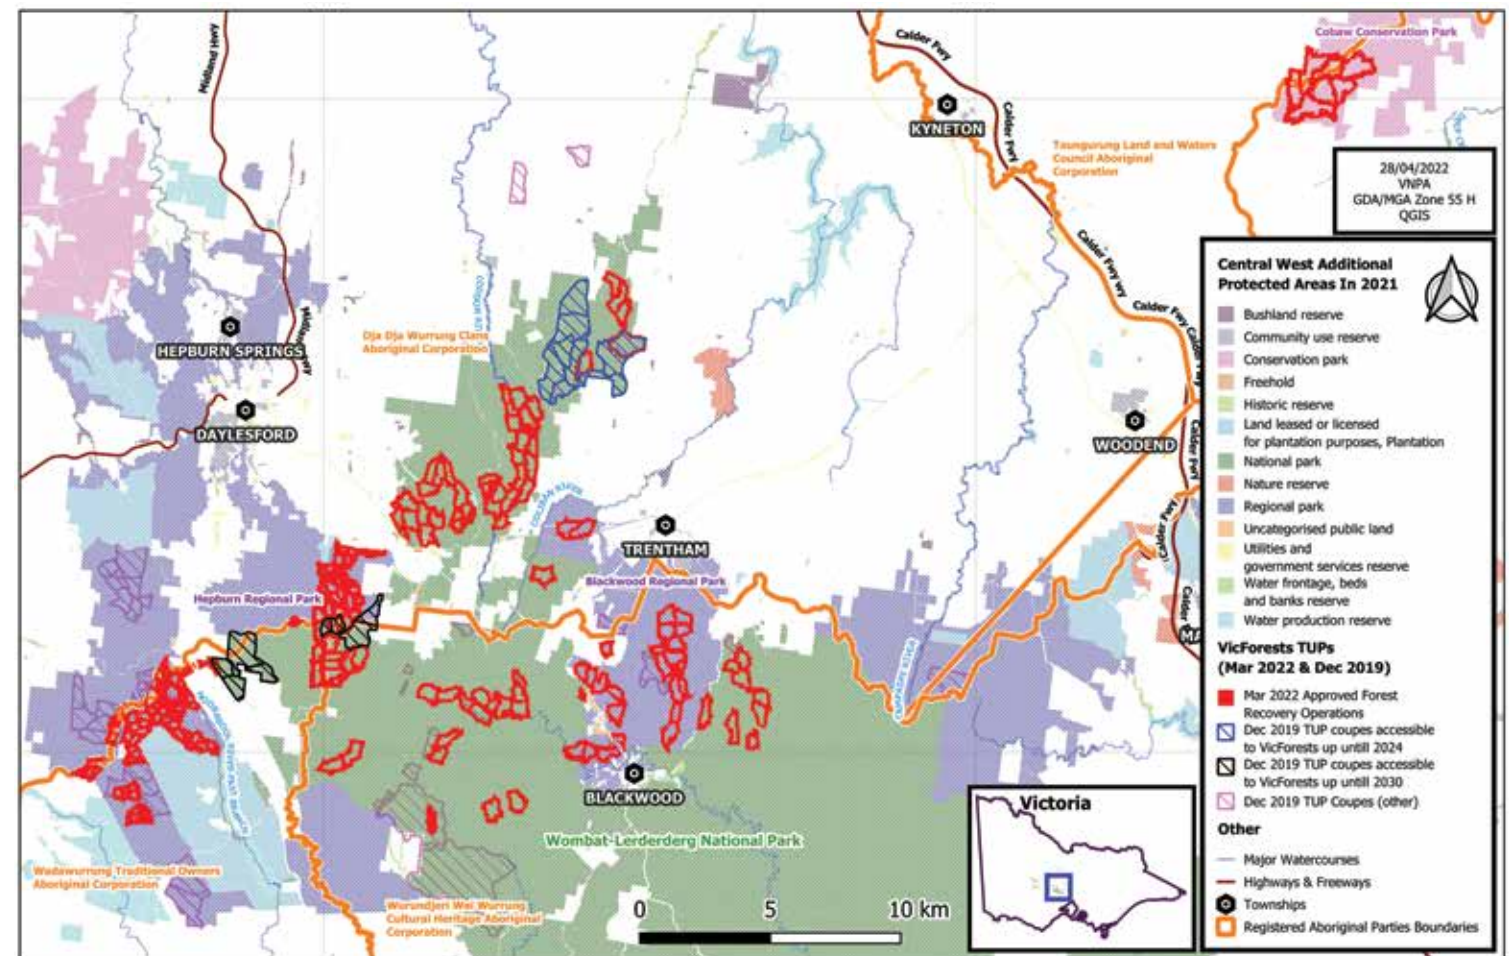 Midland Hwy
Calder Fwy
Cobaw Conservation Park
KYNETON
Calder Fwy
Taungurung Land and Waters
Council Aboriginal
Corporation
28/04/2022
VNPA
GDA/MGA Zone 55 H
QGIS
Calder Fwy
Calder Fwy
HEPBURN SPRINGS
Dja Dja Wurrung Clans
Aboriginal Corporation
DAYLESFORD
WOODEND
Calder Fwy
COLIBAN RIVER
TRENTHAM
Blackwood Regional Park
Hepburn Regional Park
Calder
CAMPASPE RIVER
BLACKWOOD
Wombat-Lerderderg National Park
Wadawurrung Traditional Owners
Aboriginal Corporation
Wurundjeri Woi Wurrung
Cultural Heritage Aboriginal
Corporation
0 5 10 km
Victoria
Central West Additional
Protected Areas In 2021
Bushland reserve
Community use reserve
Conservation park
Freehold
Historic reserve
Land leased or licensed
for plantation purposes, Plantation
National park
Nature reserve
Regional park
Uncategorised public land
Utilities and
government services reserve
Water frontage, beds
and banks reserve
Water production reserve
VicForests TUPs
(Mar 2022 & Dec 2019)
Mar 2022 Approved Forest
Recovery Operations
Dec 2019 TUP coupes accessible
to VicForests up untill 2024
Dec 2019 TUP coupes accessible
to VicForests up untill 2030
Dec 2019 TUP Coupes (other)
Other
Major Watercourses
Highways & Freeways
Townships
Registered Aboriginal Parties Boundaries